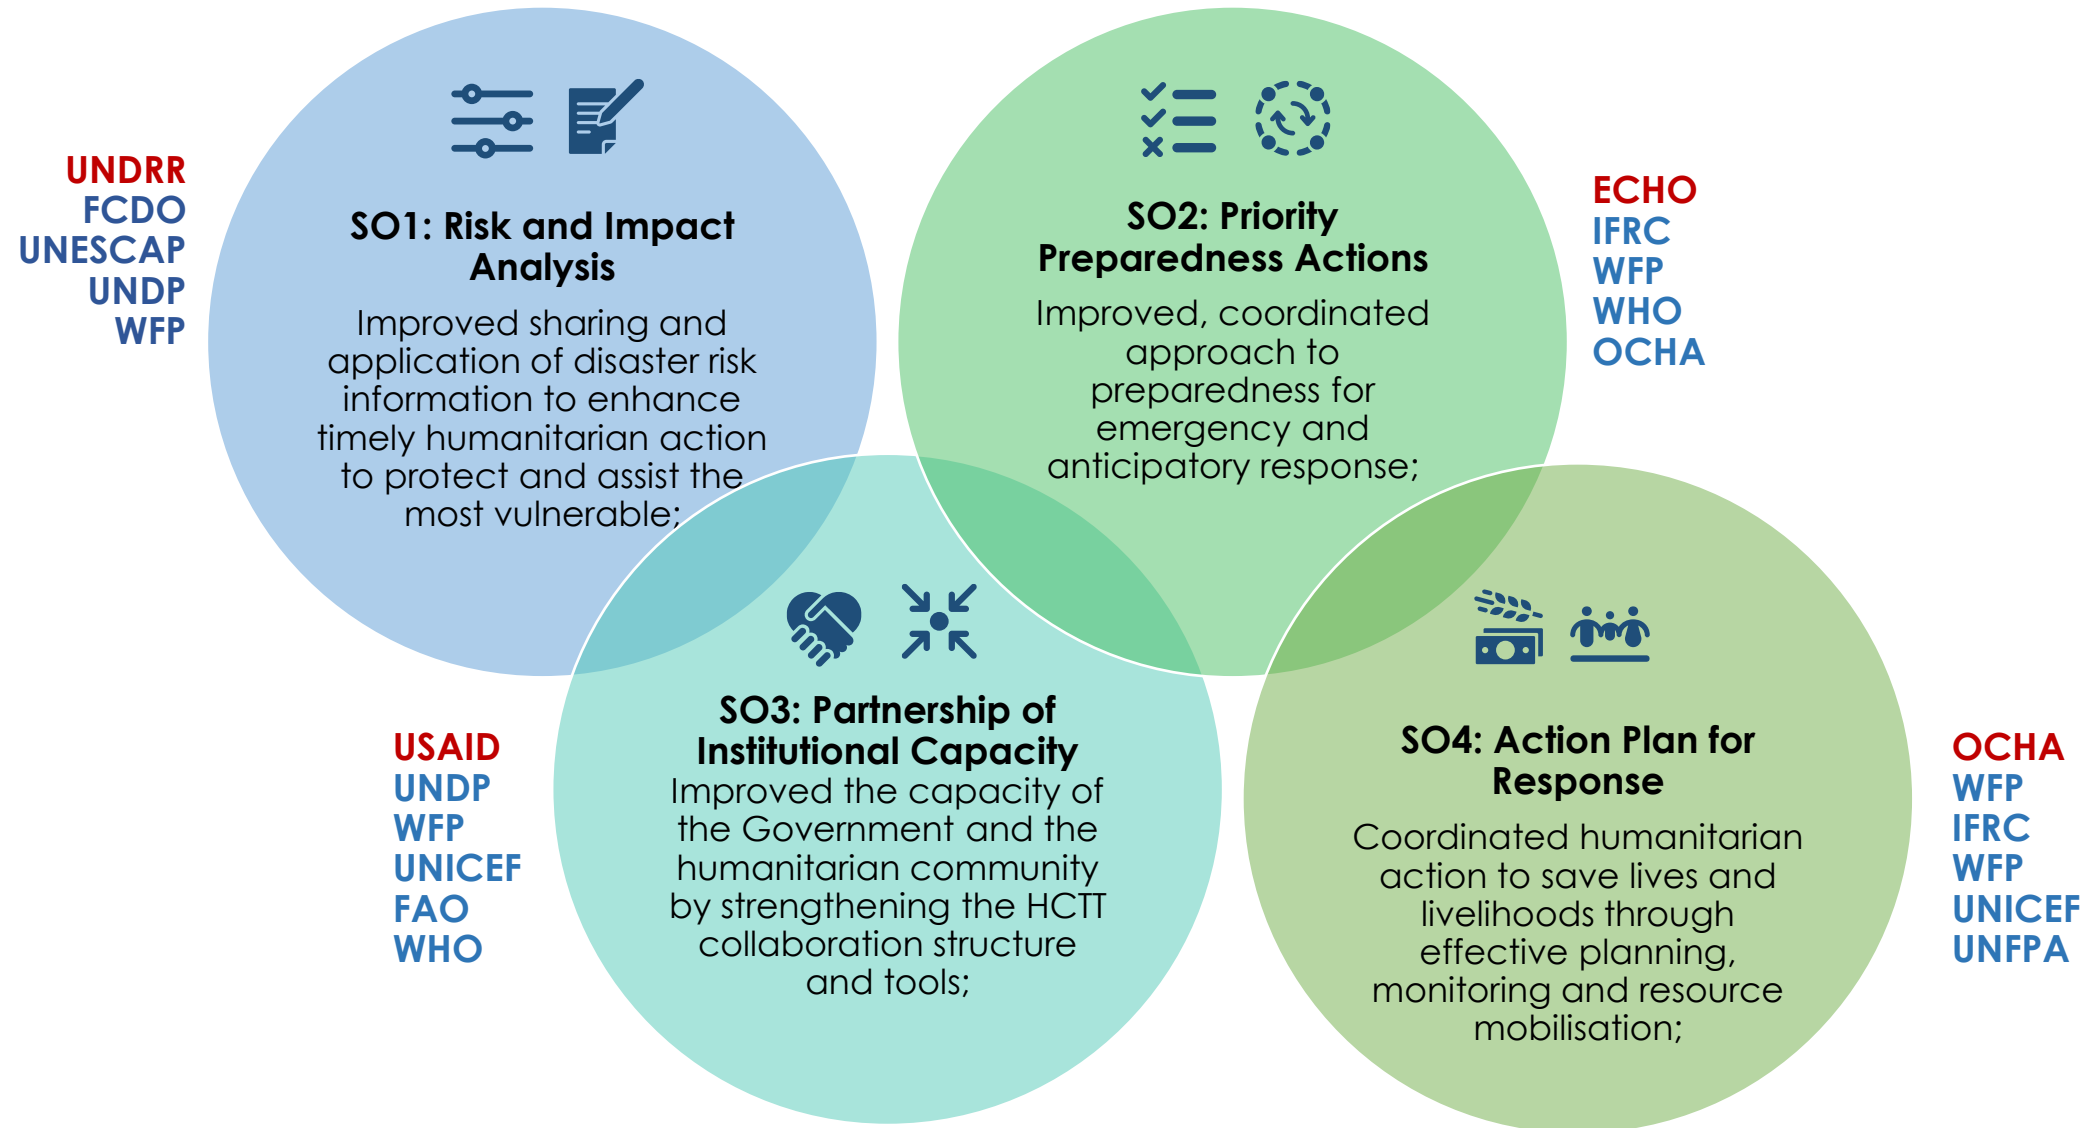 UNDRR
FCDO
UNESCAP
UNDP
WFP
SO1: Risk and Impact
Analysis
Improved sharing and
application of disaster risk
information to enhance
timely humanitarian action
to protect and assist the
most vulnerable;
SO2: Priority
Preparedness Actions
Improved, coordinated
approach to
preparedness for
emergency and
anticipatory response;
ECHO
IFRC
WFP
WHO
OCHA
USAID
UNDP
WFP
UNICEF
FAO
WHO
SO3: Partnership of
Institutional Capacity
Improved the capacity of
the Government and the
humanitarian community
by strengthening the HCTT
collaboration structure
and tools;
SO4: Action Plan for
Response
Coordinated humanitarian
action to save lives and
livelihoods through
effective planning,
monitoring and resource
mobilisation;
OCHA
WFP
IFRC
WFP
UNICEF
UNFPA